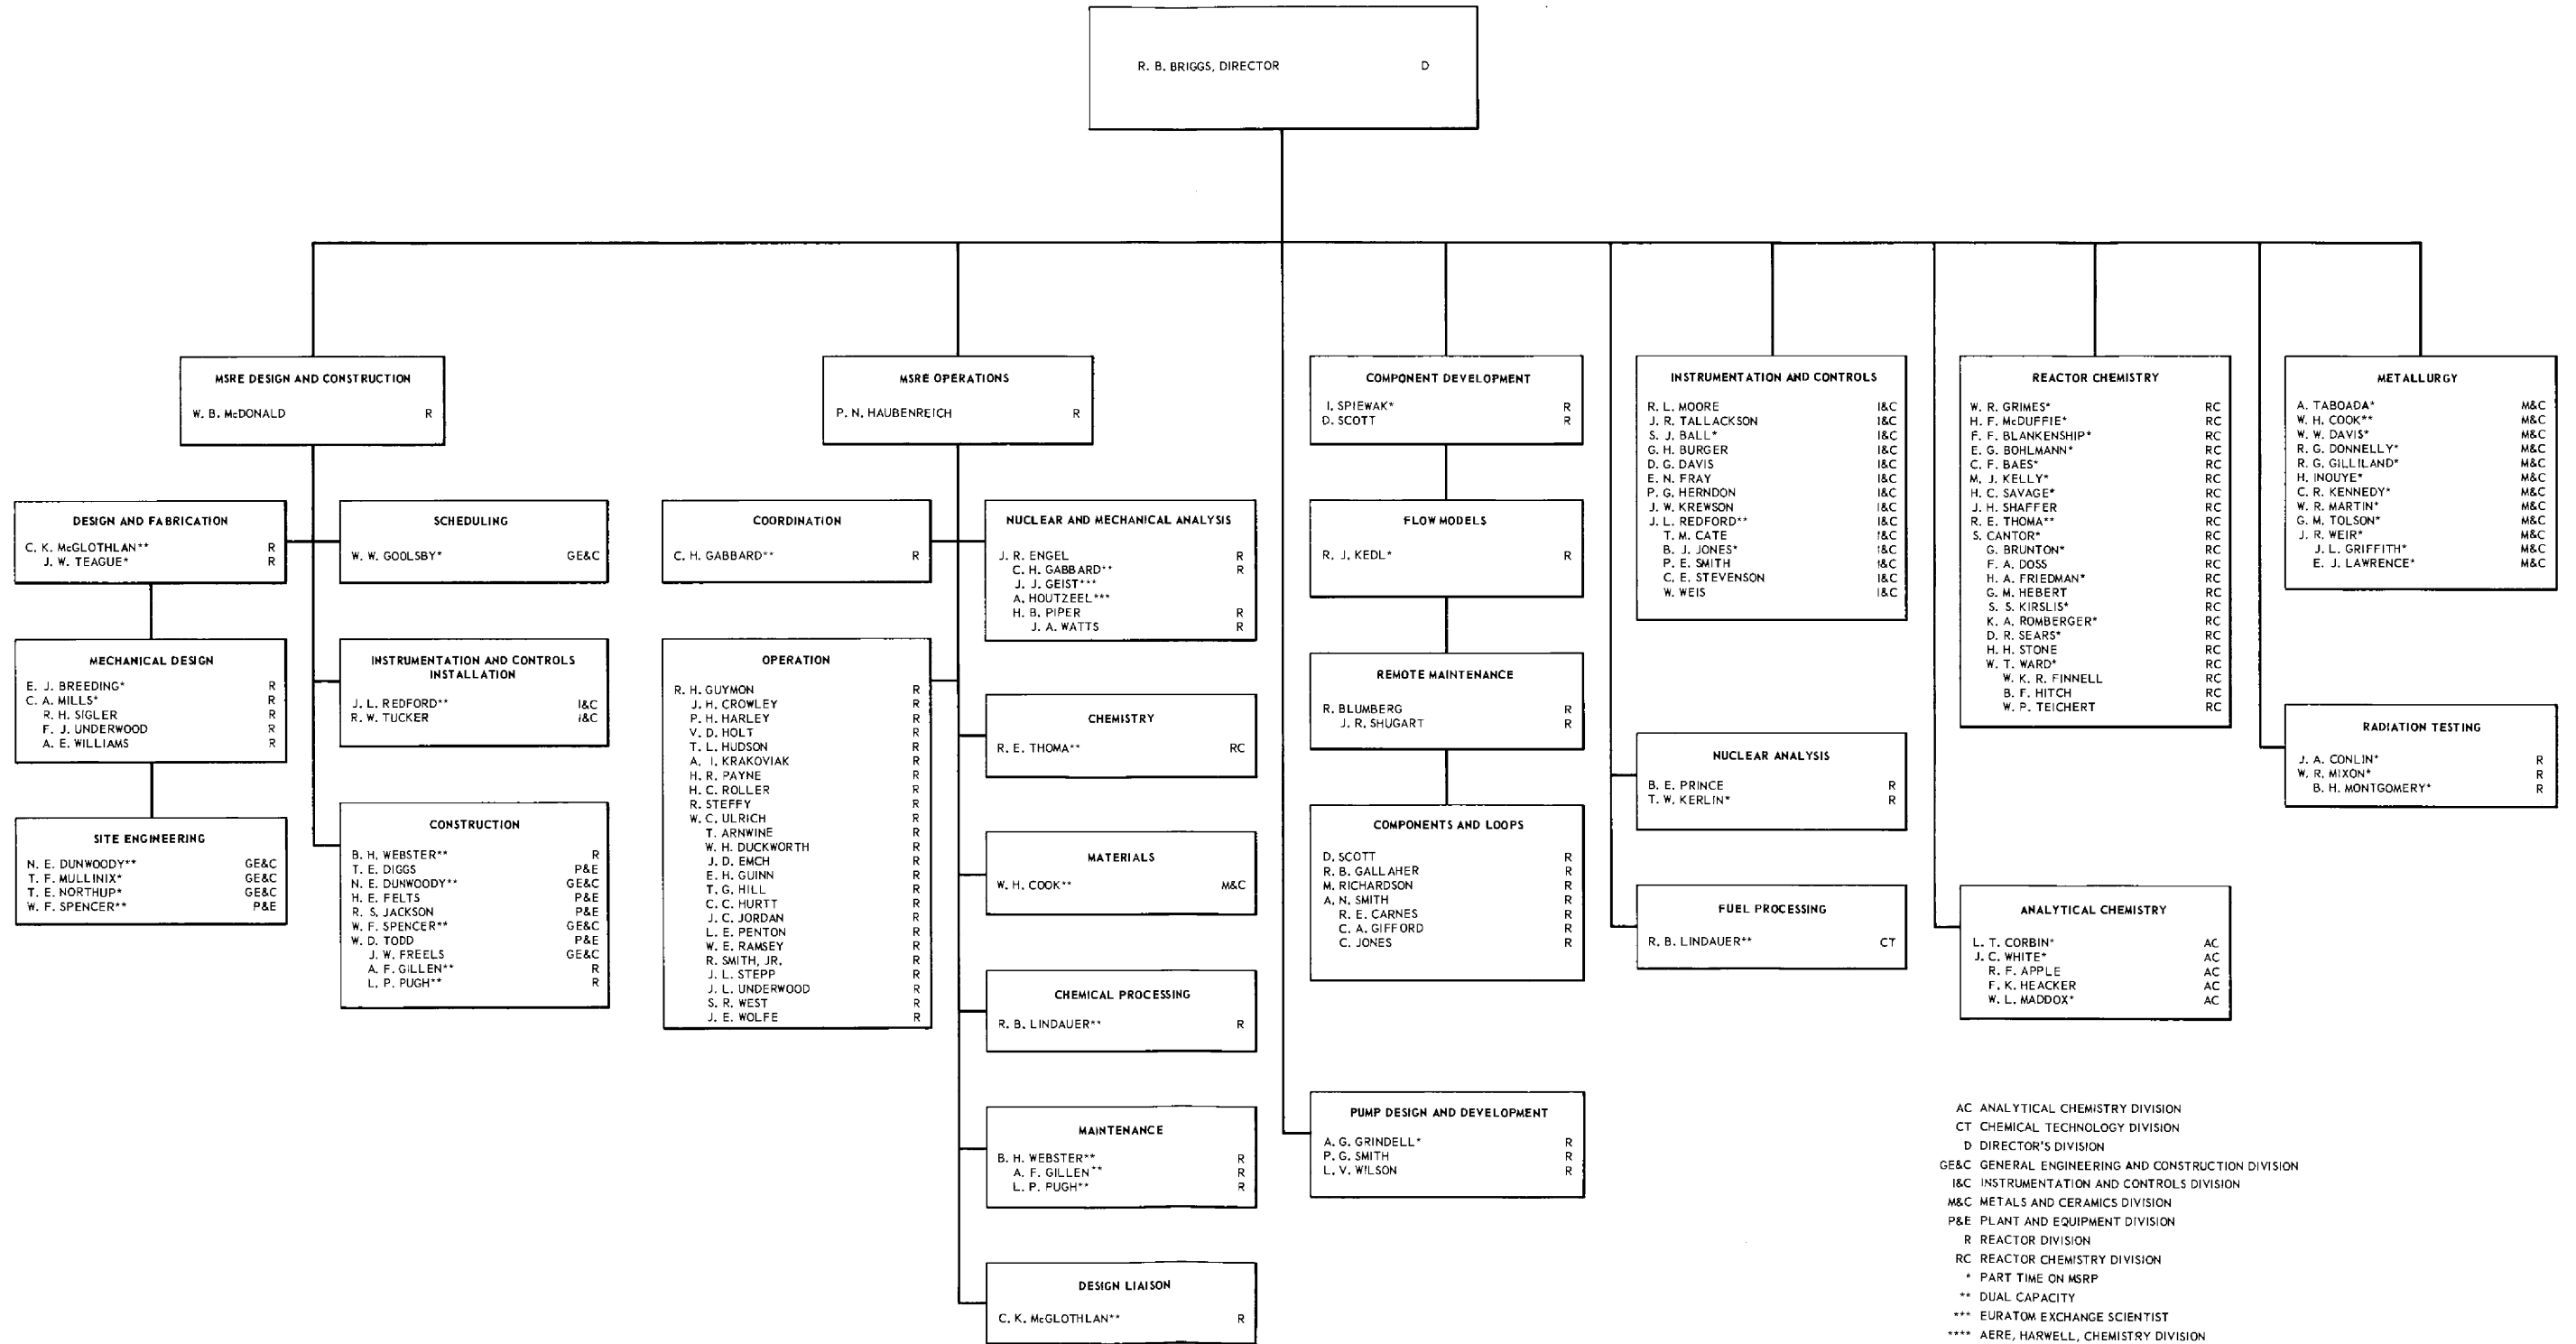 R. B. BRIGGS, DIRECTOR D
MSRE DESIGN AND CONSTRUCTION
W. B. McDONALD R
DESIGN AND FABRICATION
C. K. McGLOTHLAN** R
J. W. TEAGUE* R
MECHANICAL DESIGN
E. J. BREEDING* R
C. A. MILLS* R
R. H. SIGLER R
F. J. UNDERWOOD R
A. E. WILLIAMS R
SITE ENGINEERING
N. E. DUNWOODY** GE&C
T. F. MULLINIX* GE&C
T. E. NORTHUP* GE&C
W. F. SPENCER** P&E
SCHEDULING
W. W. GOOLSBY* GE&C
INSTRUMENTATION AND CONTROLS
INSTALLATION
J. L. REDFORD** I&C
R. W. TUCKER I&C
CONSTRUCTION
B. H. WEBSTER** R
T. E. DIGGS P&E
N. E. DUNWOODY** GE&C
H. E. FELTS P&E
R. S. JACKSON P&E
W. F. SPENCER** GE&C
W. D. TODD P&E
J. W. FREELS GE&C
A. F. GILLEN** R
L. P. PUGH** R
MSRE OPERATIONS
P. N. HAUBENREICH R
COORDINATION
C. H. GABBARD** R
OPERATION
R. H. GUYMON R
J. H. CROWLEY R
P. H. HARLEY R
V. D. HOLT R
T. L. HUDSON R
A. I. KRAKOVIAK R
H. R. PAYNE R
H. C. ROLLER R
R. STEFFY R
W. C. ULRICH R
T. ARNWINE R
W. H. DUCKWORTH R
J. D. EMCH R
E. H. GUINN R
T. G. HILL R
C. C. HURTT R
J. C. JORDAN R
L. E. PENTON R
W. E. RAMSEY R
R. SMITH, JR. R
J. L. STEPP R
J. L. UNDERWOOD R
S. R. WEST R
J. E. WOLFE R
NUCLEAR AND MECHANICAL ANALYSIS
J. R. ENGEL R
C. H. GABBARD** R
J. J. GEIST***
A. HOUTZEEL***
H. B. PIPER R
J. A. WATTS R
CHEMISTRY
R. E. THOMA** RC
MATERIALS
W. H. COOK** M&C
CHEMICAL PROCESSING
R. B. LINDAUER** R
MAINTENANCE
B. H. WEBSTER** R
A. F. GILLEN** R
L. P. PUGH** R
DESIGN LIAISON
C. K. McGLOTHLAN** R
COMPONENT DEVELOPMENT
I. SPIEWAK* R
D. SCOTT R
FLOW MODELS
R. J. KEDL* R
REMOTE MAINTENANCE
R. BLUMBERG R
J. R. SHUGART R
COMPONENTS AND LOOPS
D. SCOTT R
R. B. GALLAHER R
M. RICHARDSON R
A. N. SMITH R
R. E. CARNES R
C. A. GIFFORD R
C. JONES R
PUMP DESIGN AND DEVELOPMENT
A. G. GRINDELL* R
P. G. SMITH R
L. V. WILSON R
INSTRUMENTATION AND CONTROLS
R. L. MOORE I&C
J. R. TALLACKSON I&C
S. J. BALL* I&C
G. H. BURGER I&C
D. G. DAVIS I&C
E. N. FRAY I&C
P. G. HERNDON I&C
J. W. KREWSON I&C
J. L. REDFORD** I&C
T. M. CATE I&C
B. J. JONES* I&C
P. E. SMITH I&C
C. E. STEVENSON I&C
W. WEIS I&C
NUCLEAR ANALYSIS
B. E. PRINCE R
T. W. KERLIN* R
FUEL PROCESSING
R. B. LINDAUER** CT
REACTOR CHEMISTRY
W. R. GRIMES* RC
H. F. McDUFFIE* RC
F. F. BLANKENSHIP* RC
E. G. BOHLMANN* RC
C. F. BAES* RC
M. J. KELLY* RC
H. C. SAVAGE* RC
J. H. SHAFFER RC
R. E. THOMA** RC
S. CANTOR* RC
G. BRUNTON* RC
F. A. DOSS RC
H. A. FRIEDMAN* RC
G. M. HEBERT RC
S. S. KIRSLIS* RC
K. A. ROMBERGER* RC
D. R. SEARS* RC
H. H. STONE RC
W. T. WARD* RC
W. K. R. FINNELL RC
B. F. HITCH RC
W. P. TEICHERT RC
ANALYTICAL CHEMISTRY
L. T. CORBIN* AC
J. C. WHITE* AC
R. F. APPLE AC
F. K. HEACKER AC
W. L. MADDOX* AC
METALLURGY
A. TABOADA* M&C
W. H. COOK** M&C
W. W. DAVIS* M&C
R. G. DONNELLY* M&C
R. G. GILLILAND* M&C
H. INOUYE* M&C
C. R. KENNEDY* M&C
W. R. MARTIN* M&C
G. M. TOLSON* M&C
J. R. WEIR* M&C
J. L. GRIFFITH* M&C
E. J. LAWRENCE* M&C
RADIATION TESTING
J. A. CONLIN* R
W. R. MIXON* R
B. H. MONTGOMERY* R
AC ANALYTICAL CHEMISTRY DIVISION
CT CHEMICAL TECHNOLOGY DIVISION
D DIRECTOR'S DIVISION
GE&C GENERAL ENGINEERING AND CONSTRUCTION DIVISION
I&C INSTRUMENTATION AND CONTROLS DIVISION
M&C METALS AND CERAMICS DIVISION
P&E PLANT AND EQUIPMENT DIVISION
R REACTOR DIVISION
RC REACTOR CHEMISTRY DIVISION
* PART TIME ON MSRP
** DUAL CAPACITY
*** EURATOM EXCHANGE SCIENTIST
**** AERE, HARWELL, CHEMISTRY DIVISION